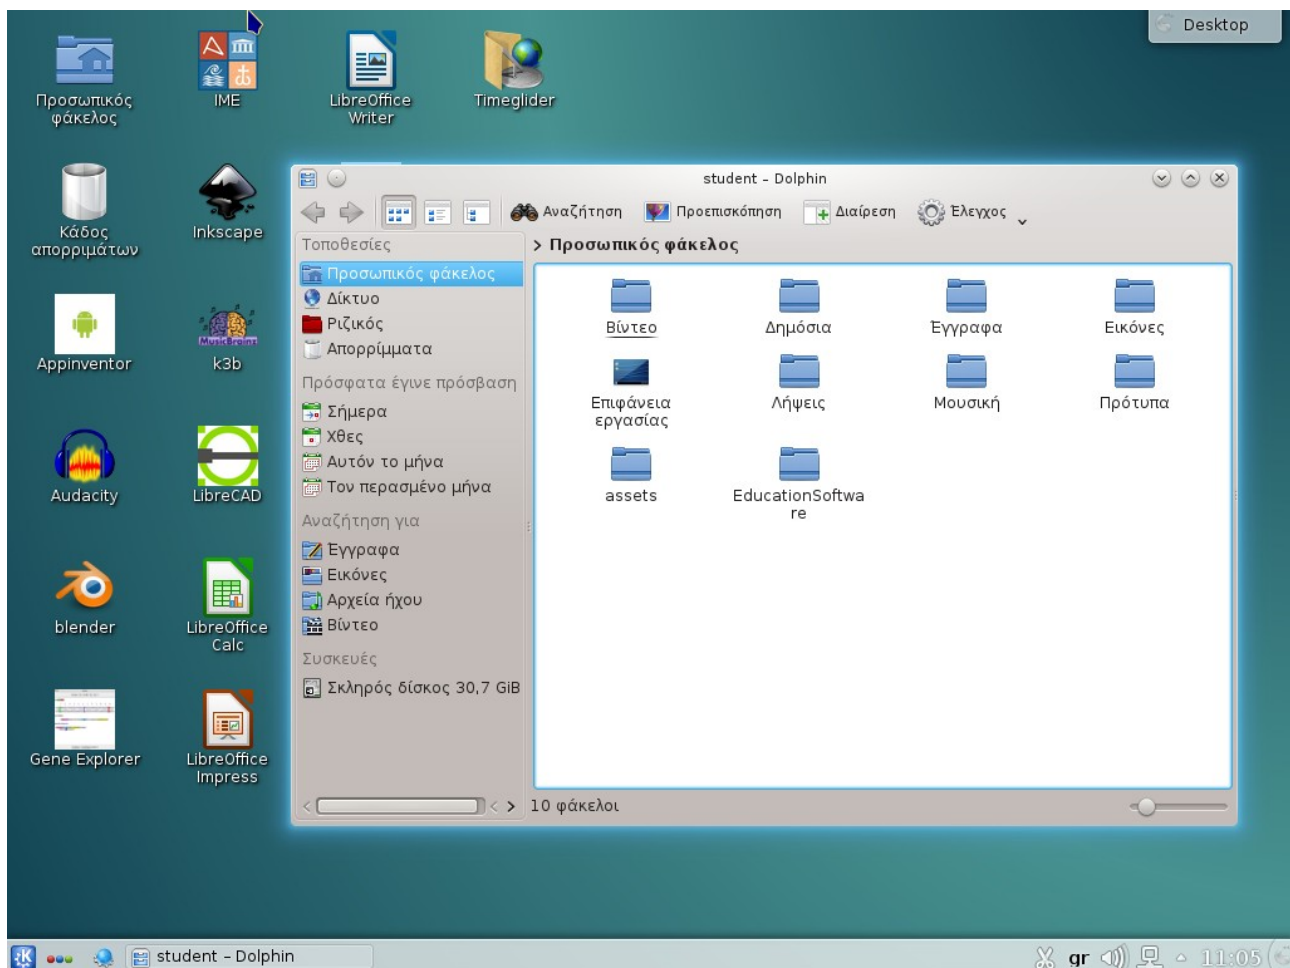 Desktop
Προσωπικός
φάκελος
IME
LibreOffice
Writer
Timeglider
Κάδος
απορριμάτων
Inkscape
Appinventor
k3b
MusicBrainz
Audacity
LibreCAD
blender
LibreOffice
Calc
Gene Explorer
LibreOffice
Impress
student – Dolphin
Αναζήτηση Προεπισκόπηση Διαίρεση Έλεγχος
Τοποθεσίες
> Προσωπικός φάκελος
Προσωπικός φάκελος
Δίκτυο
Ριζικός
Απορρίμματα
Πρόσφατα έγινε πρόσβαση
Σήμερα
Χθες
Αυτόν το μήνα
Τον περασμένο μήνα
Αναζήτηση για
Έγγραφα
Εικόνες
Αρχεία ήχου
Βίντεο
Συσκευές
Σκληρός δίσκος 30,7 GiB
Βίντεο
Δημόσια
Έγγραφα
Εικόνες
Επιφάνεια
εργασίας
Λήψεις
Μουσική
Πρότυπα
assets
EducationSoftwa
re
10 φάκελοι
student – Dolphin
gr
11:05